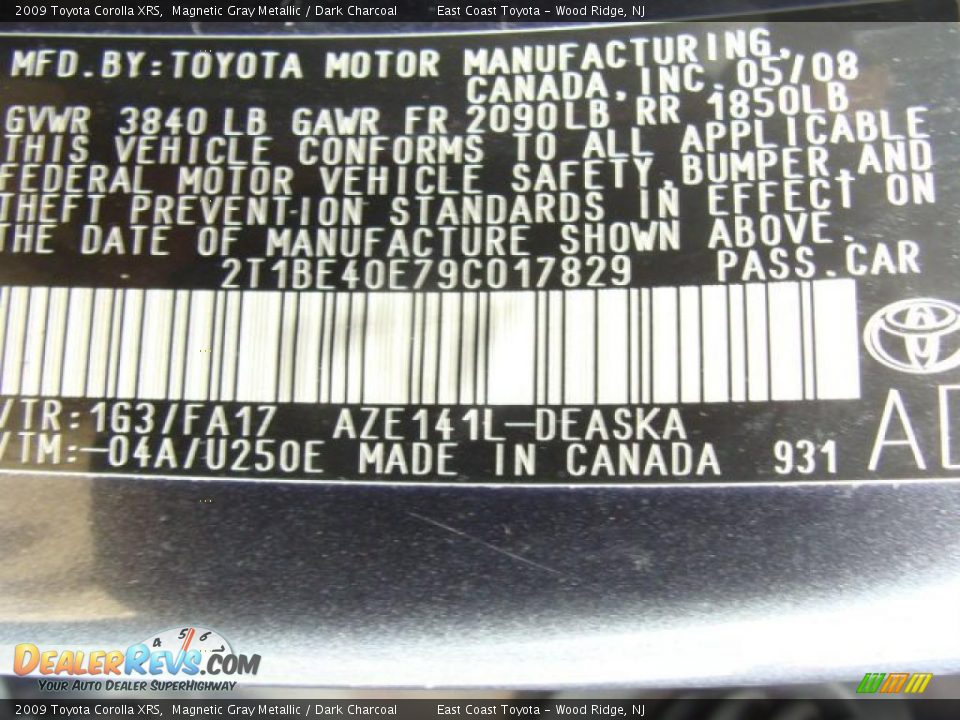 2009 Toyota Corolla XRS, Magnetic Gray Metallic / Dark Charcoal East Coast Toyota - Wood Ridge, NJ
MFD.BY:TOYOTA MOTOR MANUFACTURING,
CANADA, INC. 05/08
GVWR 3840 LB GAWR FR 2090LB RR 1850LB
THIS VEHICLE CONFORMS TO ALL APPLICABLE
FEDERAL MOTOR VEHICLE SAFETY,BUMPER,AND
THEFT PREVENTION STANDARDS IN EFFECT ON
THE DATE OF MANUFACTURE SHOWN ABOVE.
2T1BE40E79C017829 PASS.CAR
/TR:1G3/FA17 AZE141L-DEASKA
/TM:-04A/U250E MADE IN CANADA 931
4 5 6
DEALERREVS.COM
YOUR AUTO DEALER SUPERHIGHWAY
2009 Toyota Corolla XRS, Magnetic Gray Metallic / Dark Charcoal East Coast Toyota - Wood Ridge, NJ